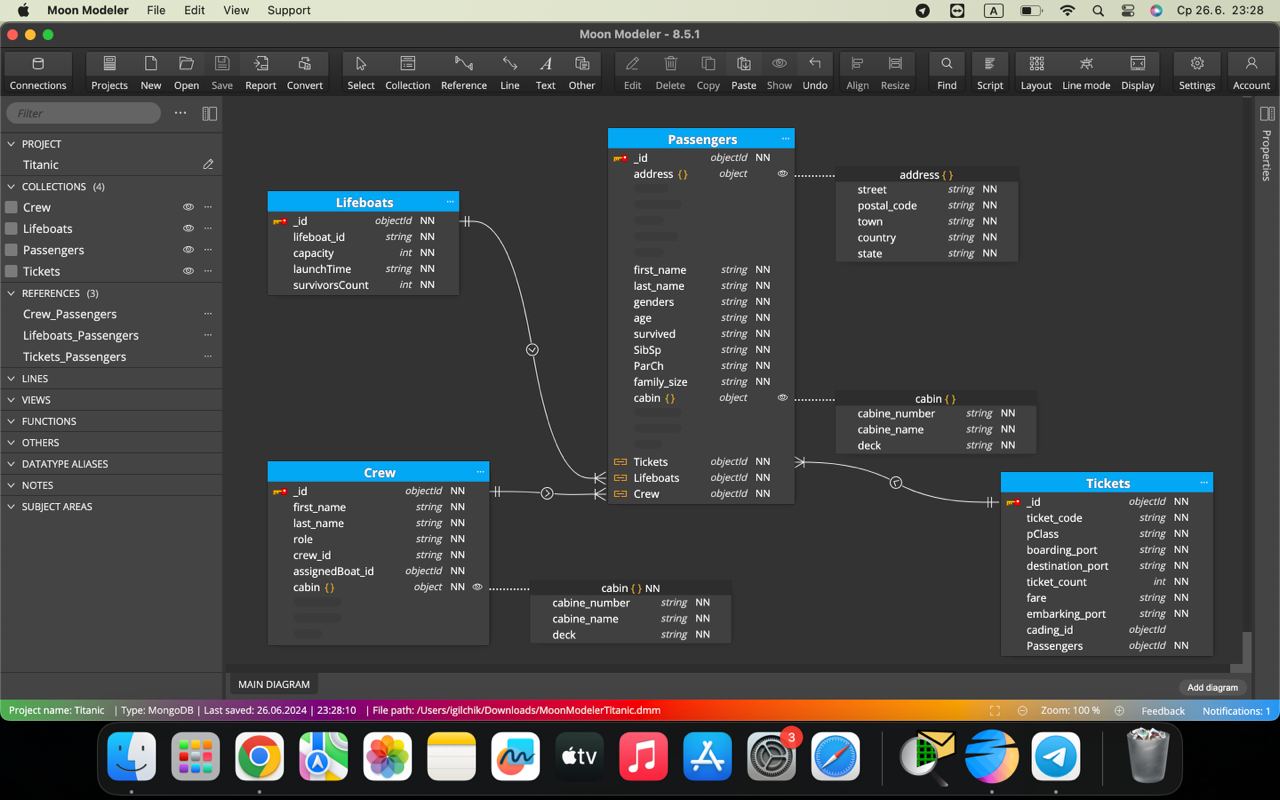 Moon Modeler File Edit View Support A Ср 26.6. 23:28
Moon Modeler - 8.5.1
Connections Projects New Open Save Report Convert Select Collection Reference Line Text Other Edit Delete Copy Paste Show Undo Align Resize Find Script Layout Line mode Display Settings Account
Filter
PROJECT
Titanic
COLLECTIONS (4)
Crew
Lifeboats
Passengers
Tickets
REFERENCES (3)
Crew_Passengers
Lifeboats_Passengers
Tickets_Passengers
LINES
VIEWS
FUNCTIONS
OTHERS
DATATYPE ALIASES
NOTES
SUBJECT AREAS
Lifeboats
_id objectId NN
lifeboat_id string NN
capacity int NN
launchTime string NN
survivorsCount int NN
Crew
_id objectId NN
first_name string NN
last_name string NN
role string NN
crew_id string NN
assignedBoat_id objectId NN
cabin {} object NN
cabin {} NN
cabine_number string NN
cabine_name string NN
deck string NN
Passengers
_id objectId NN
address {} object
first_name string NN
last_name string NN
genders string NN
age string NN
survived string NN
SibSp string NN
ParCh string NN
family_size string NN
cabin {} object
Tickets objectId NN
Lifeboats objectId NN
Crew objectId NN
address {}
street string NN
postal_code string NN
town string NN
country string NN
state string NN
cabin {}
cabine_number string NN
cabine_name string NN
deck string NN
Tickets
_id objectId NN
ticket_code string NN
pClass string NN
boarding_port string NN
destination_port string NN
ticket_count int NN
fare string NN
embarking_port string NN
cading_id objectId
Passengers objectId NN
Properties
MAIN DIAGRAM
Add diagram
Project name: Titanic | Type: MongoDB | Last saved: 26.06.2024 | 23:28:10 | File path: /Users/igilchik/Downloads/MoonModelerTitanic.dmm Zoom: 100 % Feedback Notifications: 1
tv
3